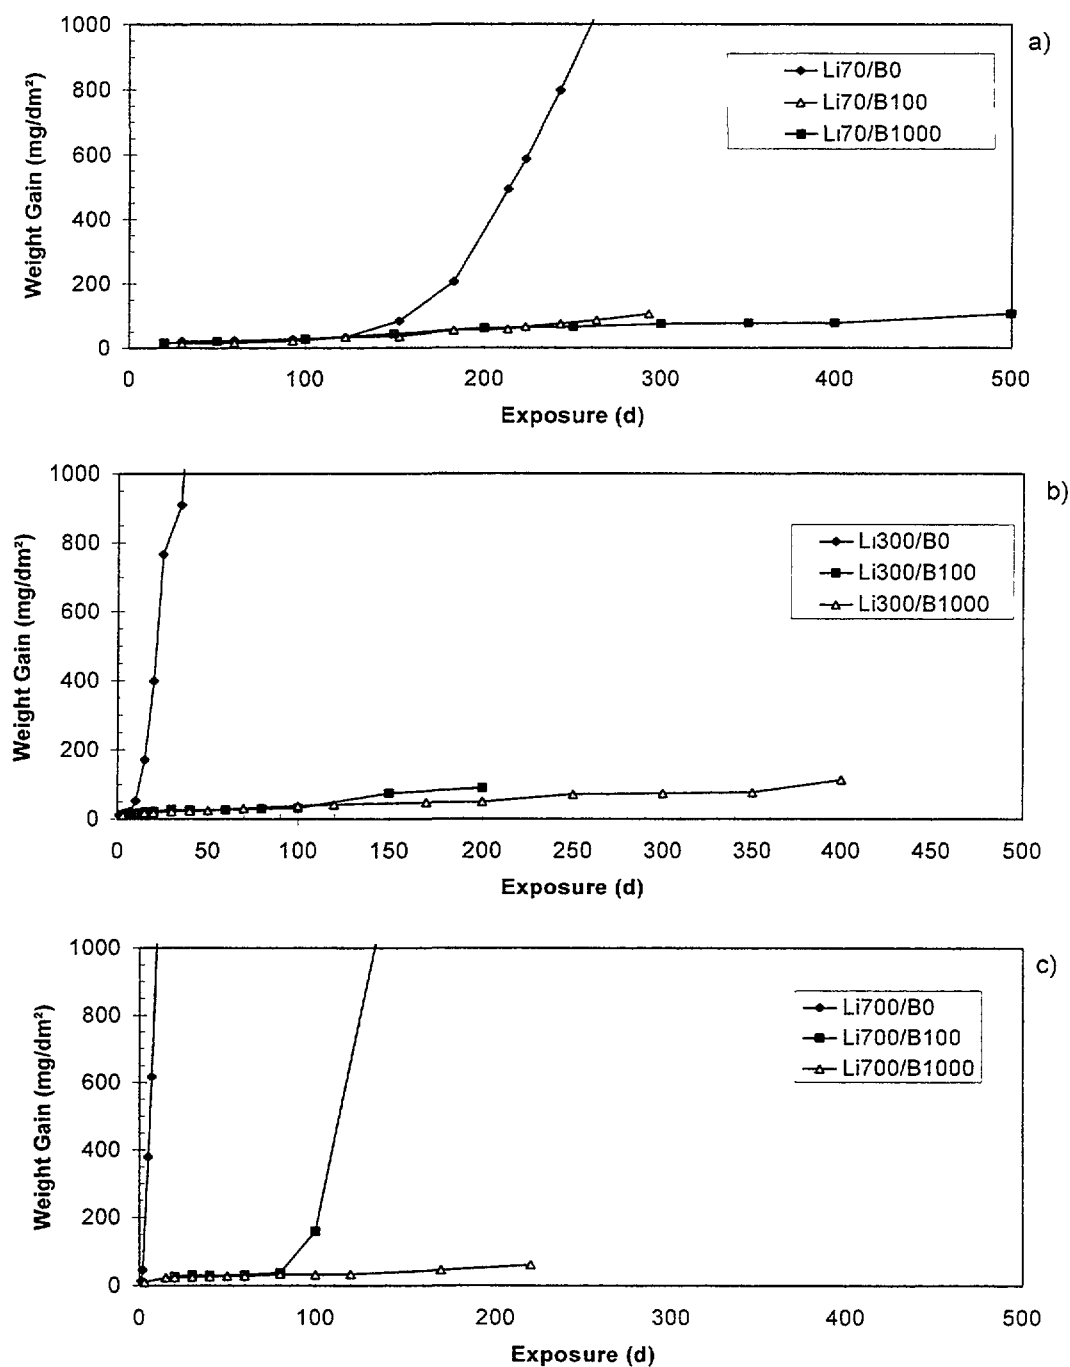 a)
1000
800
600
400
200
0
Weight Gain (mg/dm²)
Li70/B0
Li70/B100
Li70/B1000
0 100 200 300 400 500
Exposure (d)
b)
1000
800
600
400
200
0
Weight Gain (mg/dm²)
Li300/B0
Li300/B100
Li300/B1000
0 50 100 150 200 250 300 350 400 450 500
Exposure (d)
c)
1000
800
600
400
200
0
Weight Gain (mg/dm²)
Li700/B0
Li700/B100
Li700/B1000
0 100 200 300 400 500
Exposure (d)